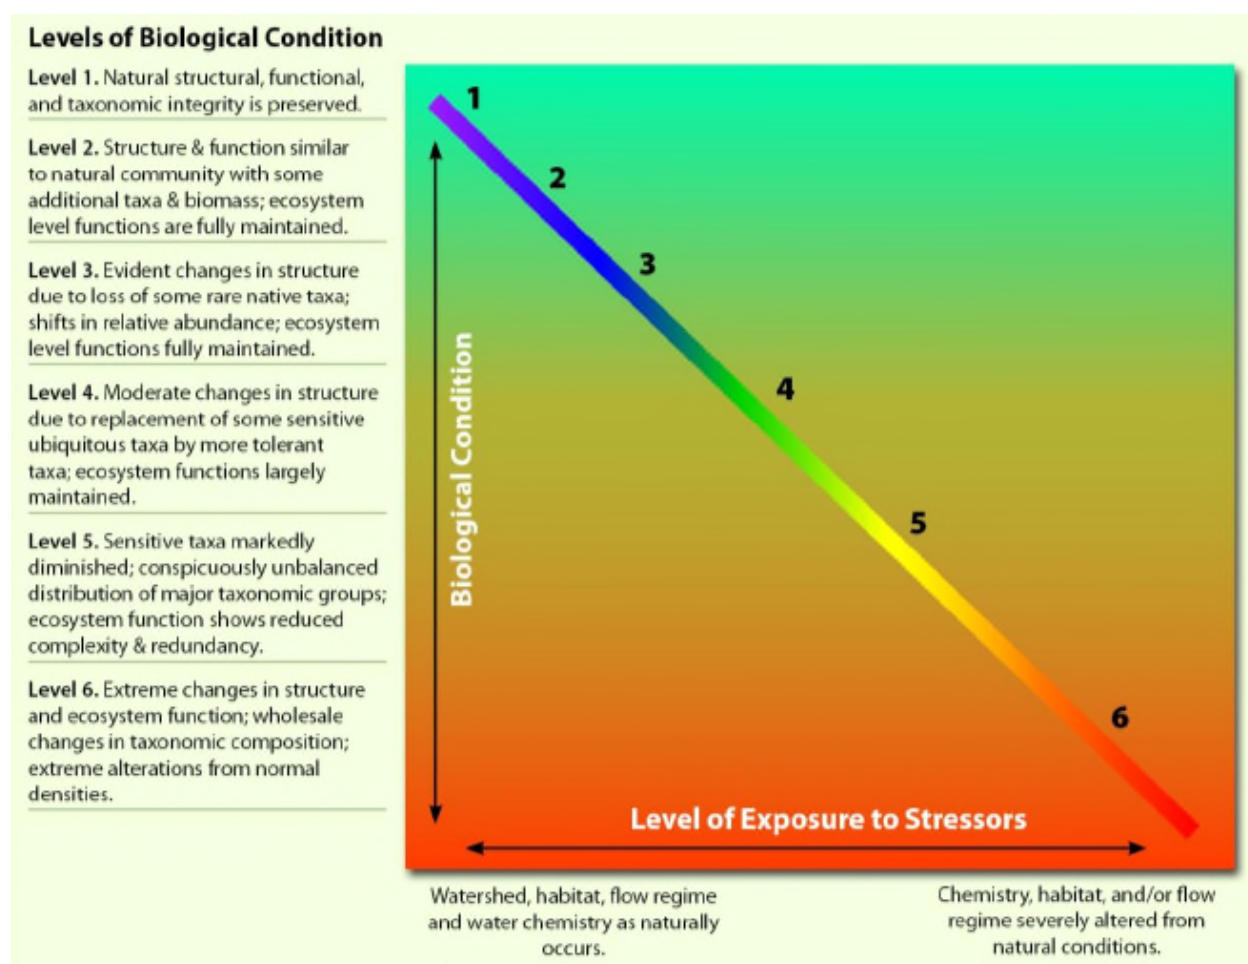 Levels of Biological Condition
Level 1. Natural structural, functional,
and taxonomic integrity is preserved.
Level 2. Structure & function similar
to natural community with some
additional taxa & biomass; ecosystem
level functions are fully maintained.
Level 3. Evident changes in structure
due to loss of some rare native taxa;
shifts in relative abundance; ecosystem
level functions fully maintained.
Level 4. Moderate changes in structure
due to replacement of some sensitive
ubiquitous taxa by more tolerant
taxa; ecosystem functions largely
maintained.
Level 5. Sensitive taxa markedly
diminished; conspicuously unbalanced
distribution of major taxonomic groups;
ecosystem function shows reduced
complexity & redundancy.
Level 6. Extreme changes in structure
and ecosystem function; wholesale
changes in taxonomic composition;
extreme alterations from normal
densities.
1
2
3
4
5
6
Biological Condition
Level of Exposure to Stressors
Watershed, habitat, flow regime
and water chemistry as naturally
occurs.
Chemistry, habitat, and/or flow
regime severely altered from
natural conditions.